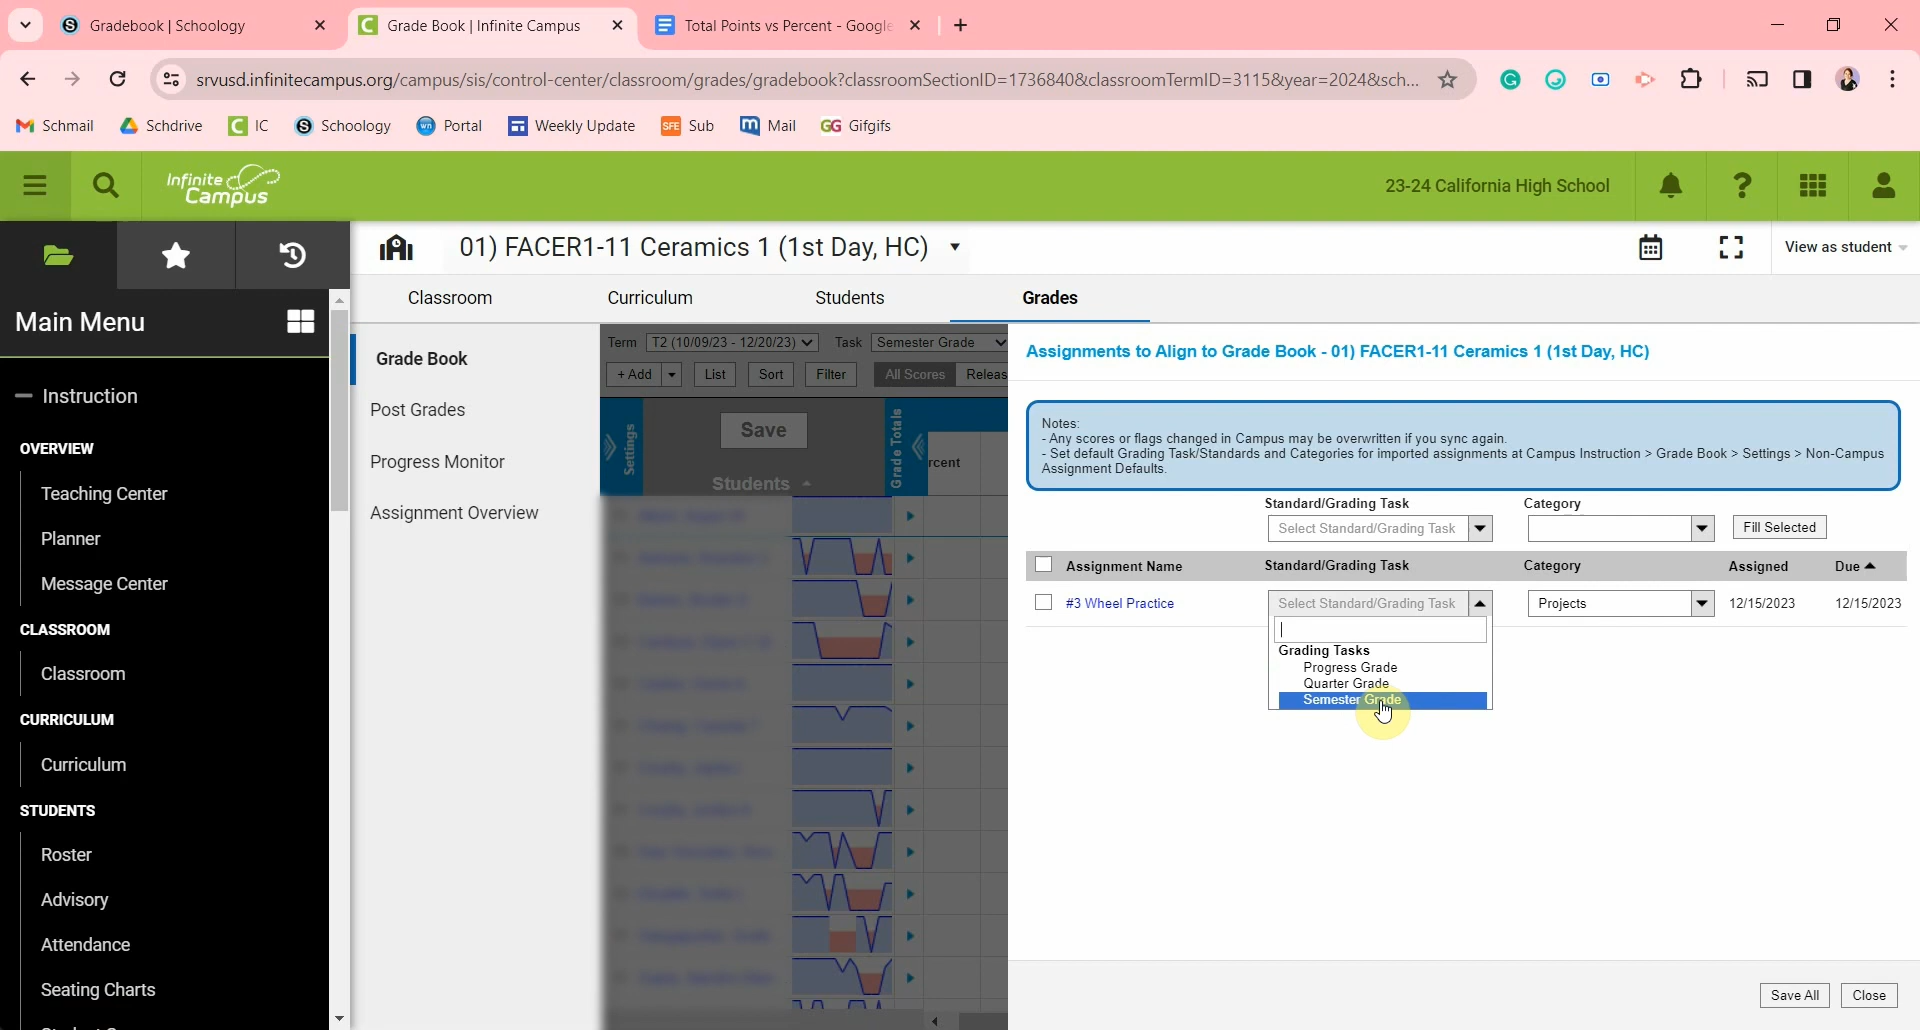 Gradebook | Schoology
Grade Book | Infinite Campus
Total Points vs Percent - Google
srvusd.infinitecampus.org/campus/sis/control-center/classroom/grades/gradebook?classroomSectionID=1736840&classroomTermID=3115&year=2024&sch...
Schmail
Schdrive
IC
Schoology
Portal
Weekly Update
Sub
Mail
Gifgifs
Infinite Campus
23-24 California High School
01) FACER1-11 Ceramics 1 (1st Day, HC)
View as student
Classroom
Curriculum
Students
Grades
Main Menu
Instruction
OVERVIEW
Teaching Center
Planner
Message Center
CLASSROOM
Classroom
CURRICULUM
Curriculum
STUDENTS
Roster
Advisory
Attendance
Seating Charts
Grade Book
Post Grades
Progress Monitor
Assignment Overview
Term T2 (10/09/23 - 12/20/23) Task Semester Grade
+ Add List Sort Filter All Scores Releas
Settings
Save
Students
Grade Totals
rcent
Assignments to Align to Grade Book - 01) FACER1-11 Ceramics 1 (1st Day, HC)
Notes:
- Any scores or flags changed in Campus may be overwritten if you sync again.
- Set default Grading Task/Standards and Categories for imported assignments at Campus Instruction > Grade Book > Settings > Non-Campus
Assignment Defaults.
Standard/Grading Task Category
Select Standard/Grading Task Fill Selected
Assignment Name Standard/Grading Task Category Assigned Due
#3 Wheel Practice Select Standard/Grading Task Projects 12/15/2023 12/15/2023
Grading Tasks
Progress Grade
Quarter Grade
Semester Grade
Save All Close